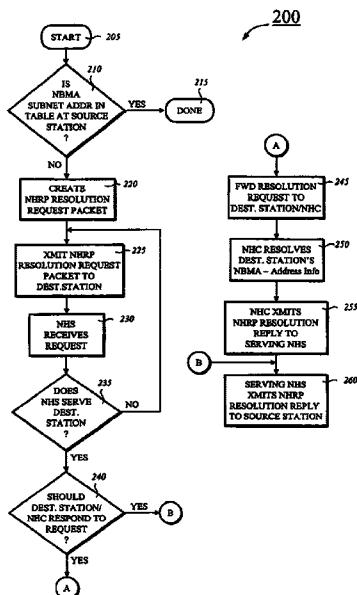 200
START
205
210
IS
NBMA
SUBNET ADDR IN
TABLE AT SOURCE
STATION
?
YES
215
DONE
NO
220
CREATE
NHRP RESOLUTION
REQUEST PACKET
225
XMIT NHRP
RESOLUTION REQUEST
PACKET TO
DEST.STATION
230
NHS
RECEIVES
REQUEST
235
DOES
NHS SERVE
DEST.
STATION
?
NO
YES
240
SHOULD
DEST. STATION/
NHC RESPOND TO
REQUEST
?
YES
B
YES
A
A
245
FWD RESOLUTION
REQUEST TO
DEST. STATION/NHC
250
NHC RESOLVES
DEST. STATION'S
NBMA – Address Info
255
NHC XMITS
NHRP RESOLUTION
REPLY TO
SERVING NHS
B
260
SERVING NHS
XMITS NHRP
RESOLUTION REPLY
TO SOURCE STATION